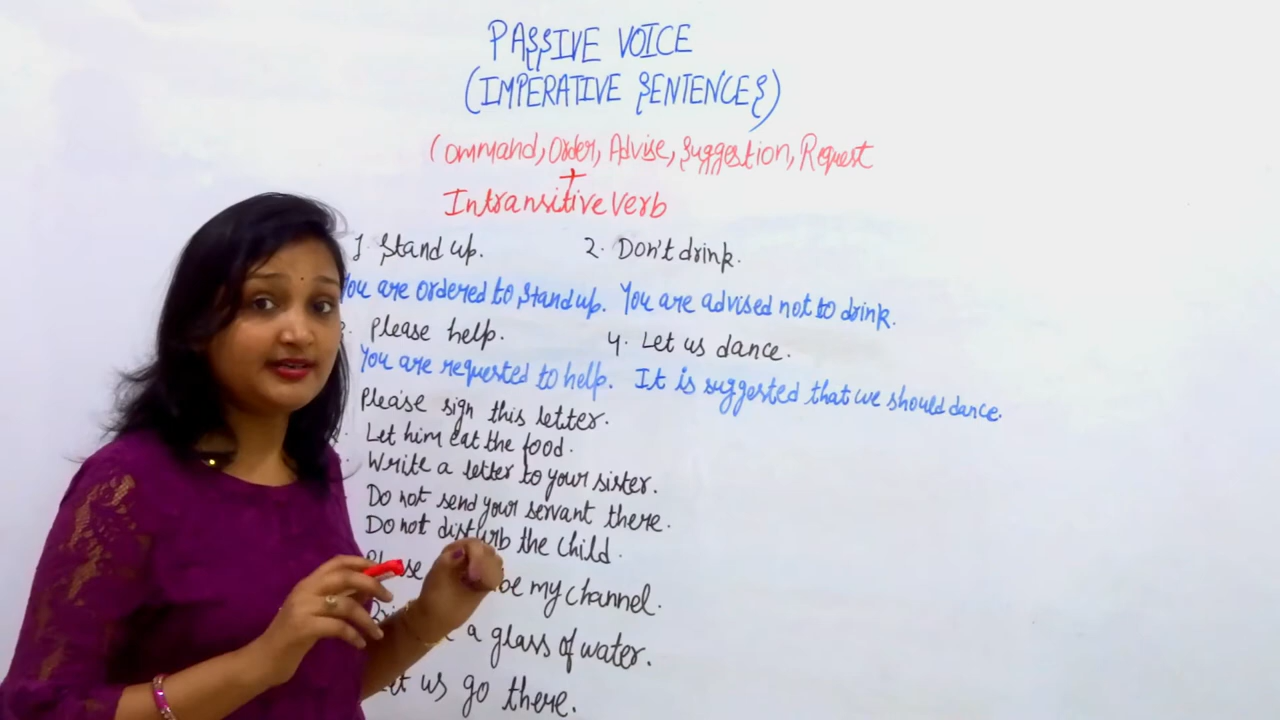 PASSIVE VOICE
(IMPERATIVE SENTENCES)
Command, Order, Advise, Suggestion, Request
+
Intransitive Verb
1. Stand up. 2. Don't drink.
You are ordered to stand up. You are advised not to drink.
Please help. 4. Let us dance.
You are requested to help. It is suggested that we should dance.
Please sign this letter.
Let him eat the food.
Write a letter to your sister.
Do not send your servant there.
Do not disturb the child.
my channel.
a glass of water.
us go there.